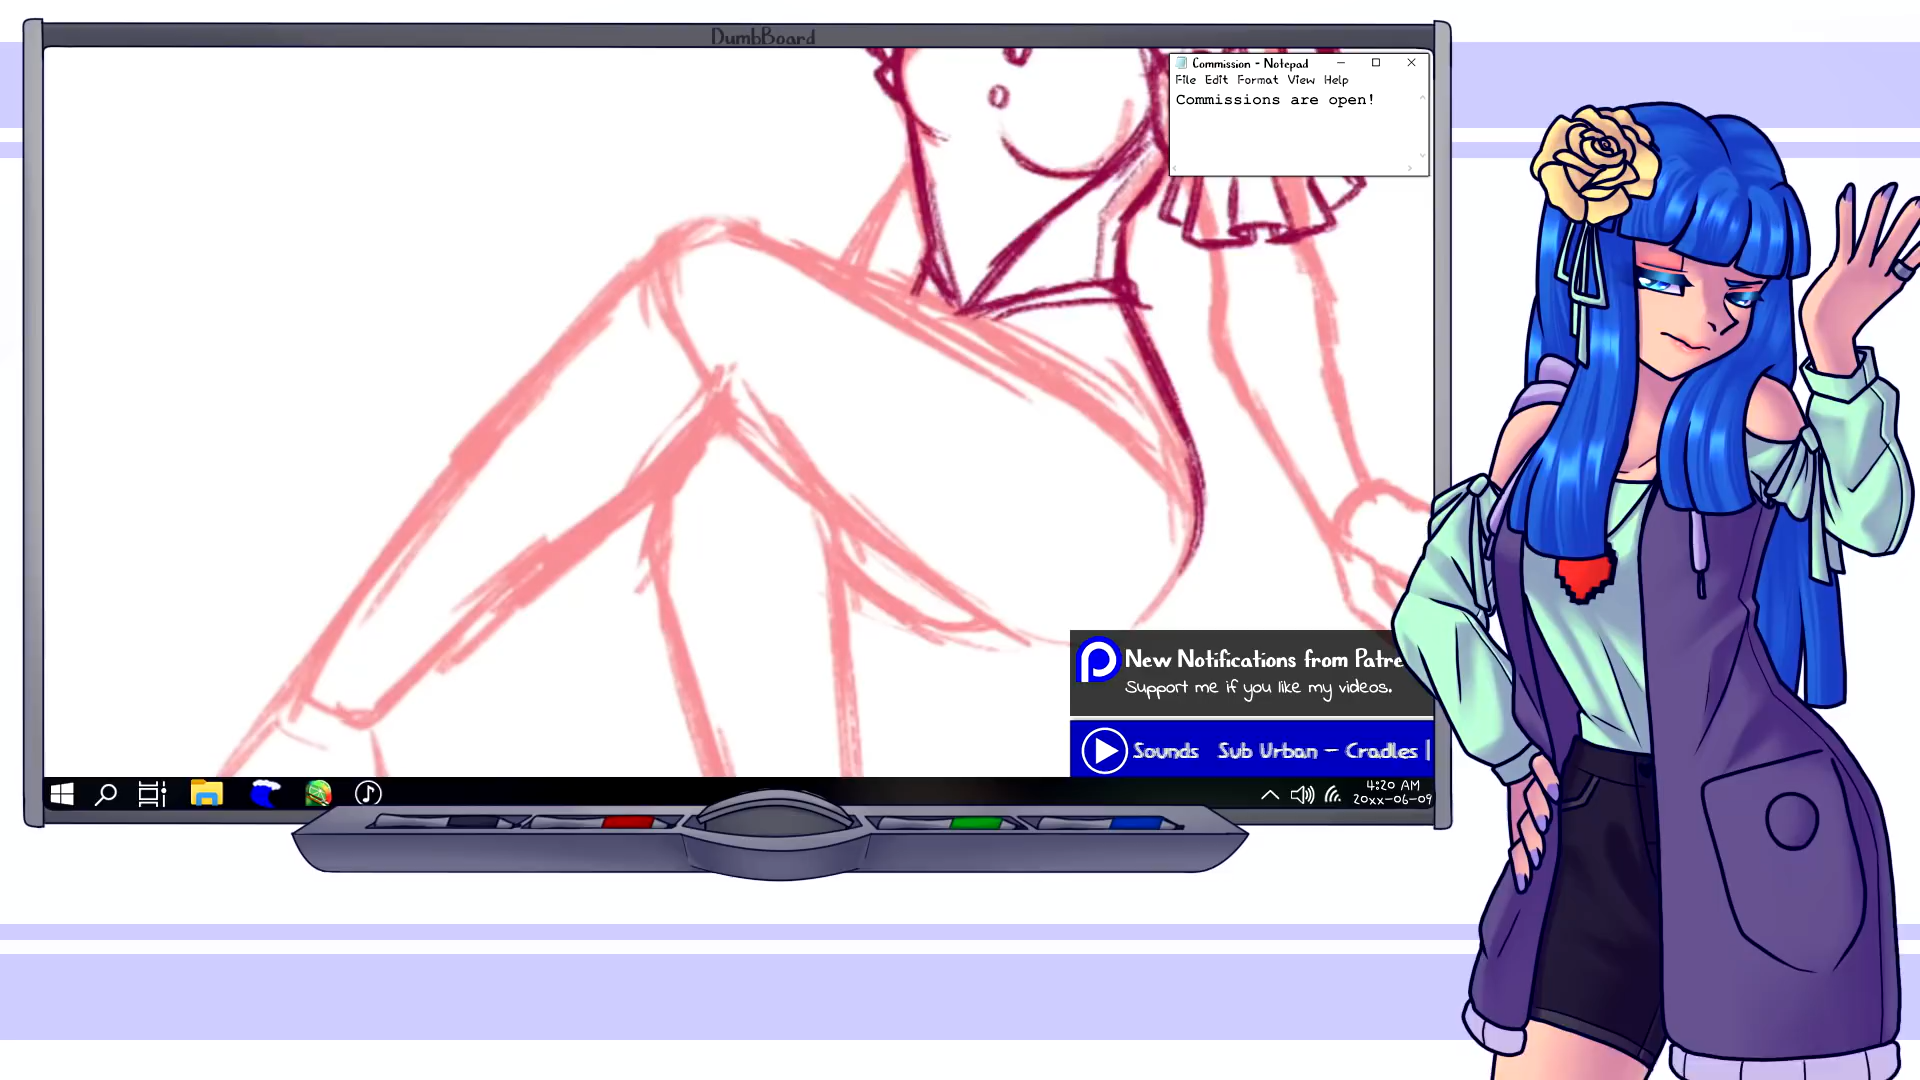 DumbBoard
Commission - Notepad
File Edit Format View Help
Commissions are open!
New Notifications from Patre
Support me if you like my videos.
Sounds Sub Urban - Cradles |
4:20 AM
20xx-06-09